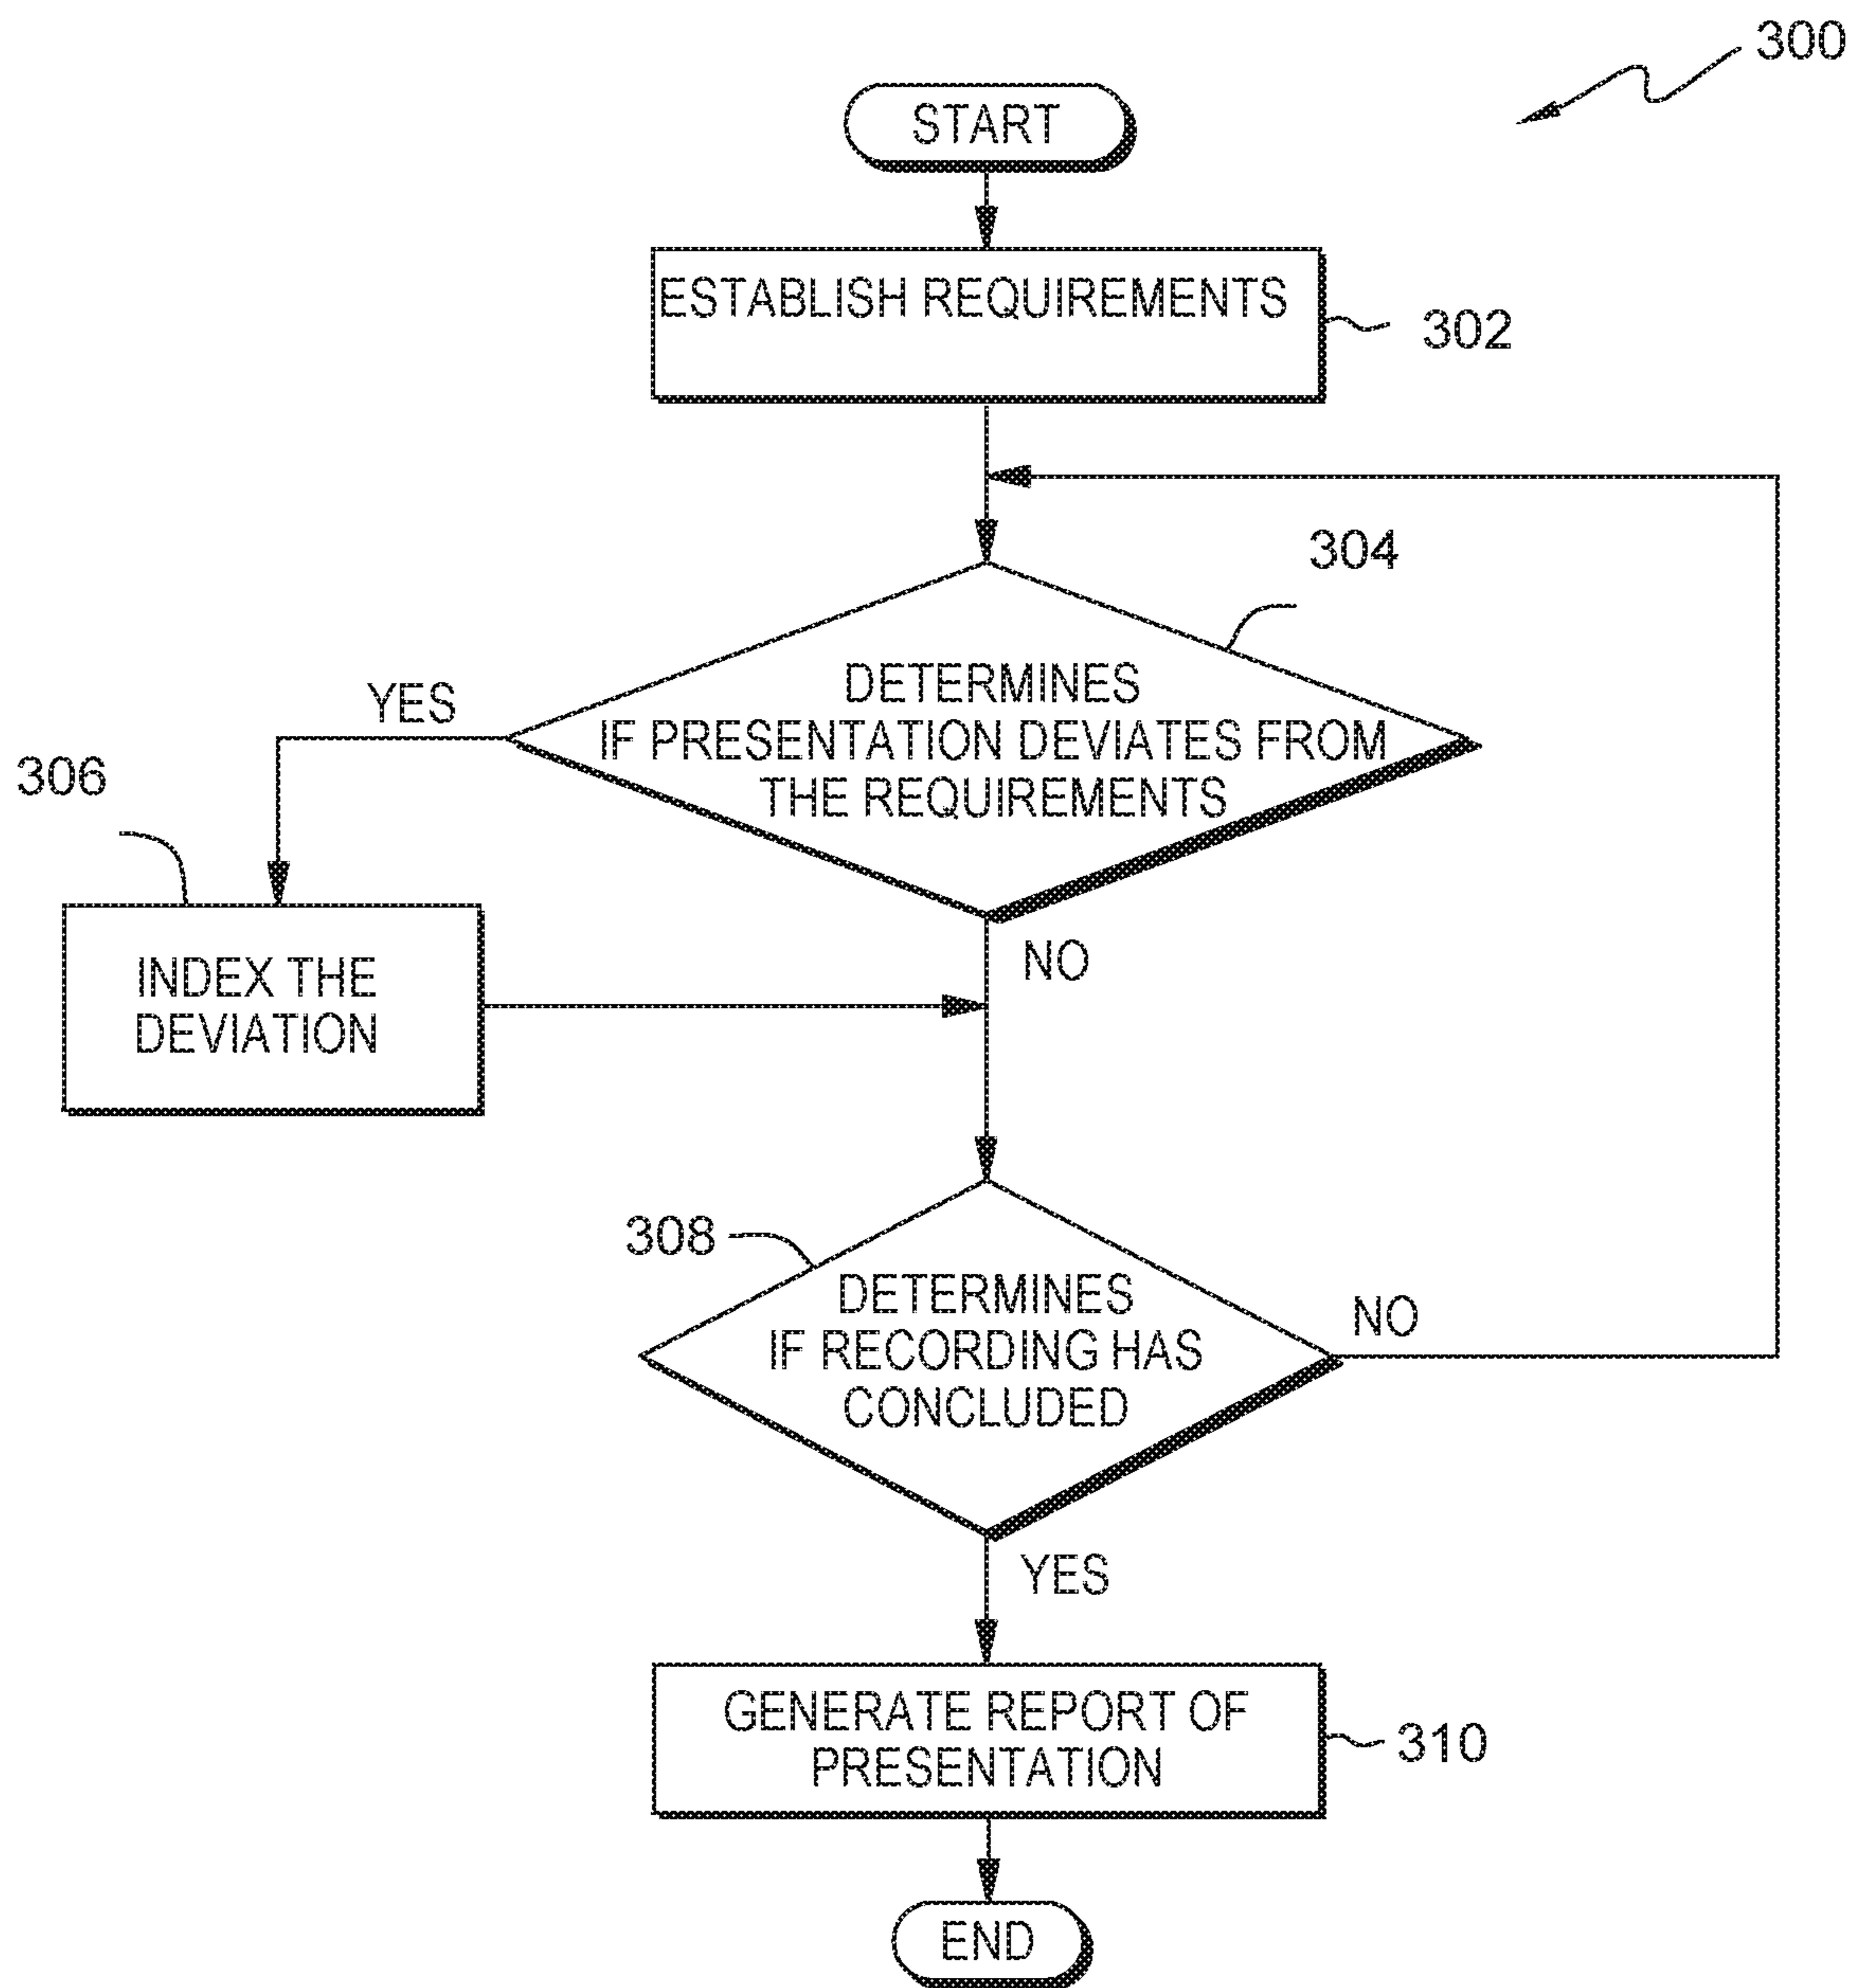 300
START
ESTABLISH REQUIREMENTS
302
304
DETERMINES
IF PRESENTATION DEVIATES FROM
THE REQUIREMENTS
YES
306
INDEX THE
DEVIATION
NO
308
DETERMINES
IF RECORDING HAS
CONCLUDED
NO
YES
GENERATE REPORT OF
PRESENTATION
310
END